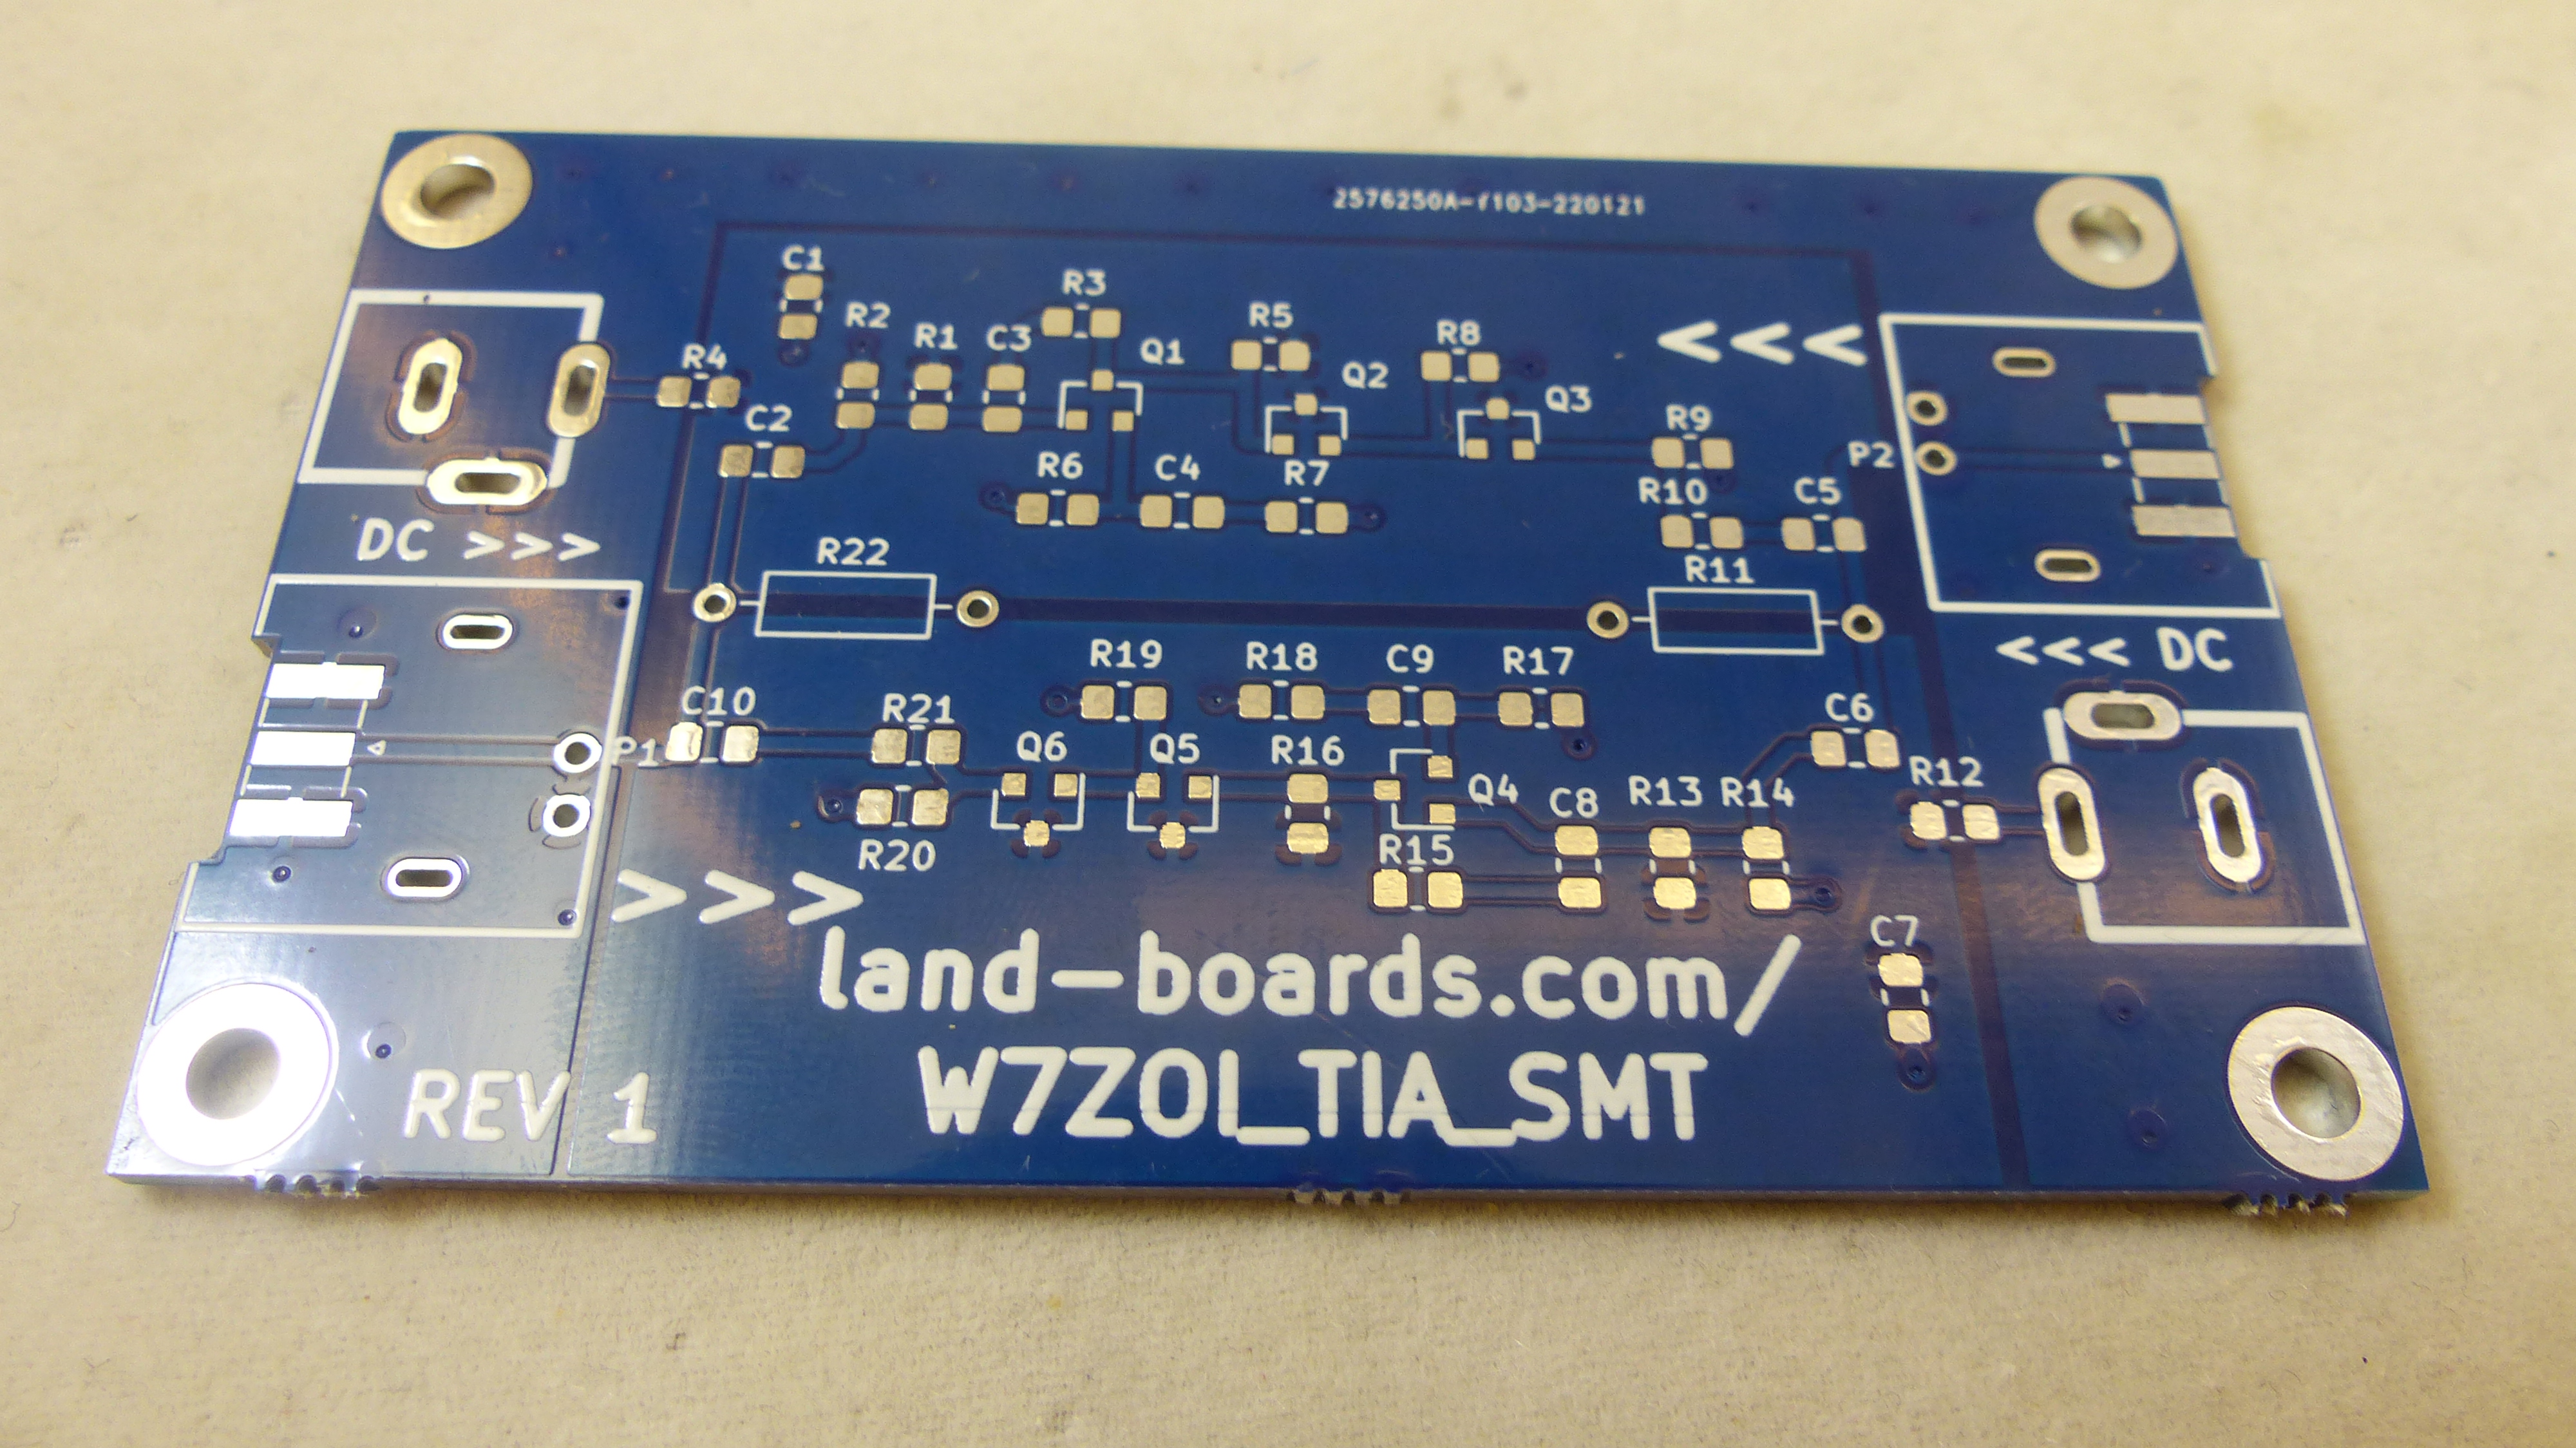 2576250A-f103-220121
C1
R3
R2 R1 C3 Q1 R5 R8 <<<
R4 Q2 Q3
C2 R9
R6 C4 R7 P2
R10 C5
DC >>> R22 R11
R19 R18 C9 R17 <<< DC
C10 R21 C6
P1 Q6 Q5 R16 R12
Q4 C8 R13 R14
R20 R15
>>> C7
land-boards.com/
W7ZOI_TIA_SMT
REV 1